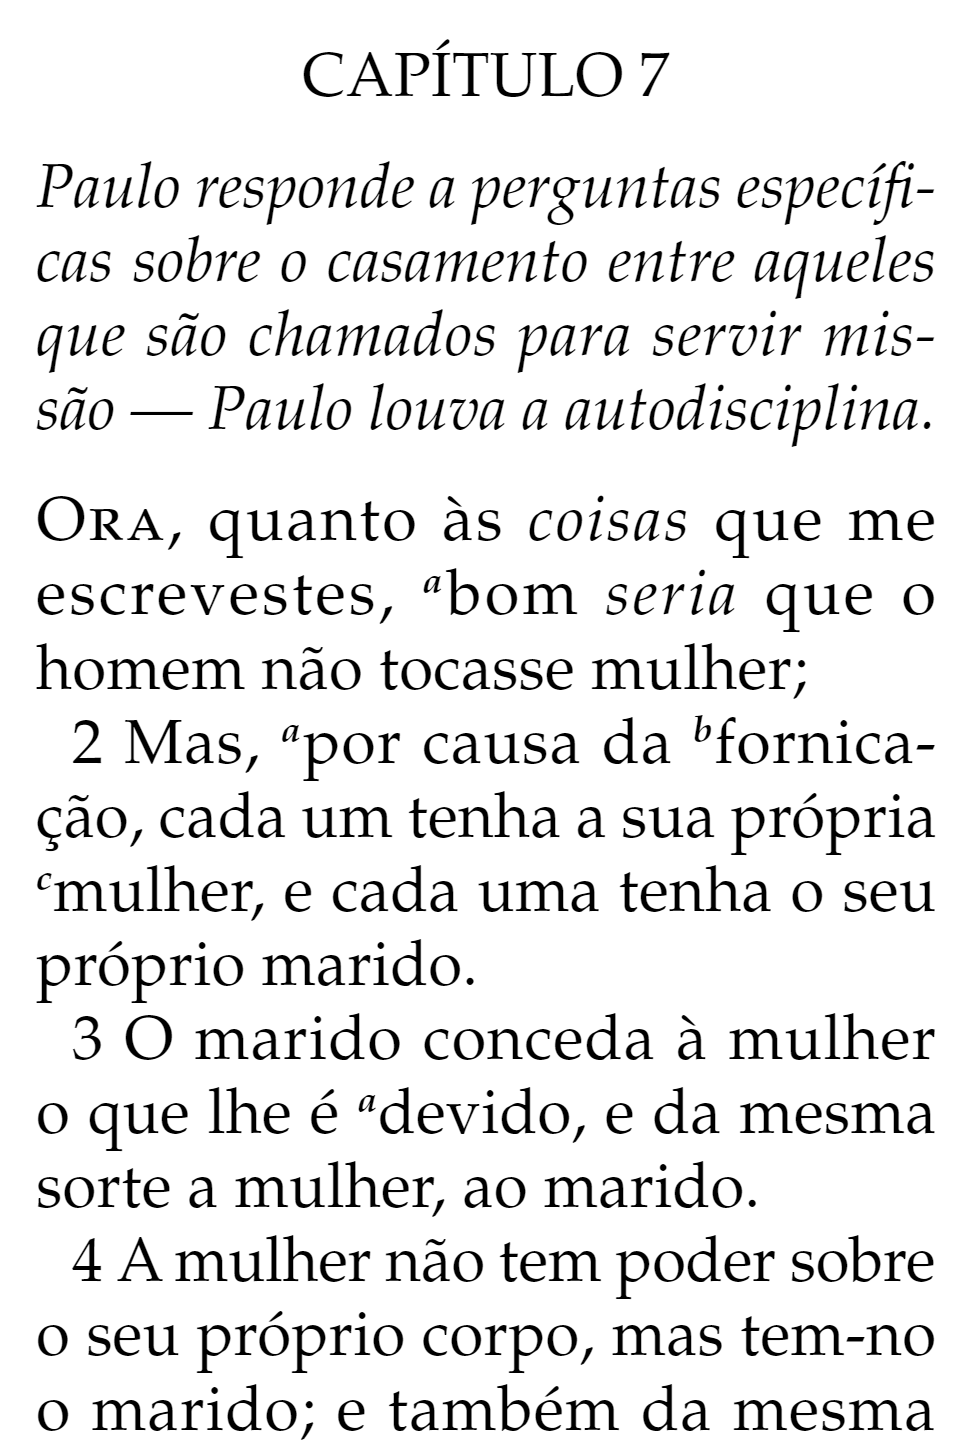 CAPÍTULO 7
Paulo responde a perguntas específi-
cas sobre o casamento entre aqueles
que são chamados para servir mis-
são — Paulo louva a autodisciplina.
ORA, quanto às coisas que me
escrevestes, ᵃbom seria que o
homem não tocasse mulher;
2 Mas, ᵃpor causa da ᵇfornica-
ção, cada um tenha a sua própria
ᶜmulher, e cada uma tenha o seu
próprio marido.
3 O marido conceda à mulher
o que lhe é ᵃdevido, e da mesma
sorte a mulher, ao marido.
4 A mulher não tem poder sobre
o seu próprio corpo, mas tem-no
o marido; e também da mesma